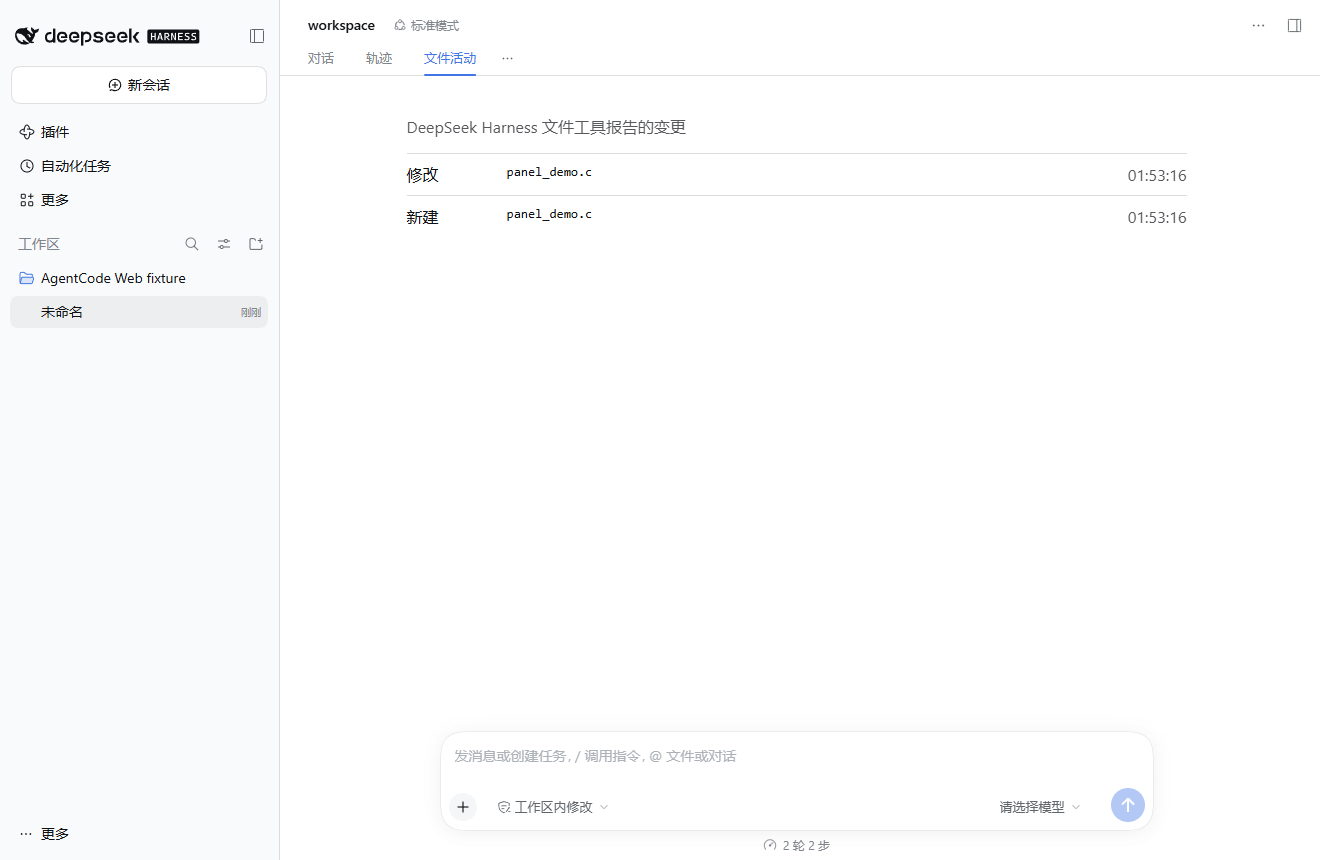 deepseek HARNESS
新会话
插件
自动化任务
更多
工作区
AgentCode Web fixture
未命名 刚刚
更多
workspace 标准模式
对话 轨迹 文件活动 ...
DeepSeek Harness 文件工具报告的变更
修改 panel_demo.c 01:53:16
新建 panel_demo.c 01:53:16
发消息或创建任务, / 调用指令, @ 文件或对话
工作区内修改 请选择模型
2 轮 2 步